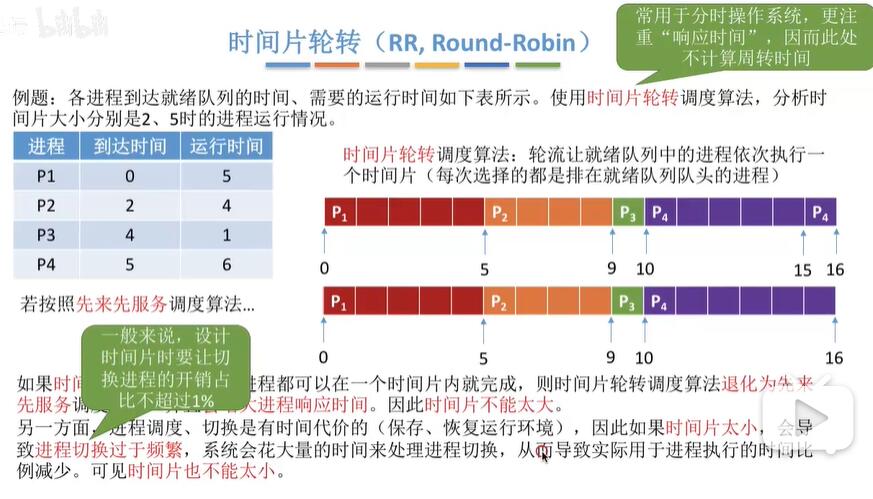 bilibili
时间片轮转（RR, Round-Robin）
常用于分时操作系统，更注
重“响应时间”，因而此处
不计算周转时间
例题：各进程到达就绪队列的时间、需要的运行时间如下表所示。使用时间片轮转调度算法，分析时
间片大小分别是2、5时的进程运行情况。
进程 到达时间 运行时间
P1 0 5
P2 2 4
P3 4 1
P4 5 6
时间片轮转调度算法：轮流让就绪队列中的进程依次执行一
个时间片（每次选择的都是排在就绪队列队头的进程）
P1 P2 P3 P4 P4
0 5 9 10 15 16
若按照先来先服务调度算法...
P1 P2 P3 P4
0 5 9 10 16
一般来说，设计
时间片时要让切
换进程的开销占
比不超过1%
如果时间 进程都可以在一个时间片内就完成，则时间片轮转调度算法退化为先来
先服务调度 大进程响应时间。因此时间片不能太大。
另一方面，进程调度、切换是有时间代价的（保存、恢复运行环境），因此如果时间片太小，会导
致进程切换过于频繁，系统会花大量的时间来处理进程切换，从而导致实际用于进程执行的时间比
例减少。可见时间片也不能太小。